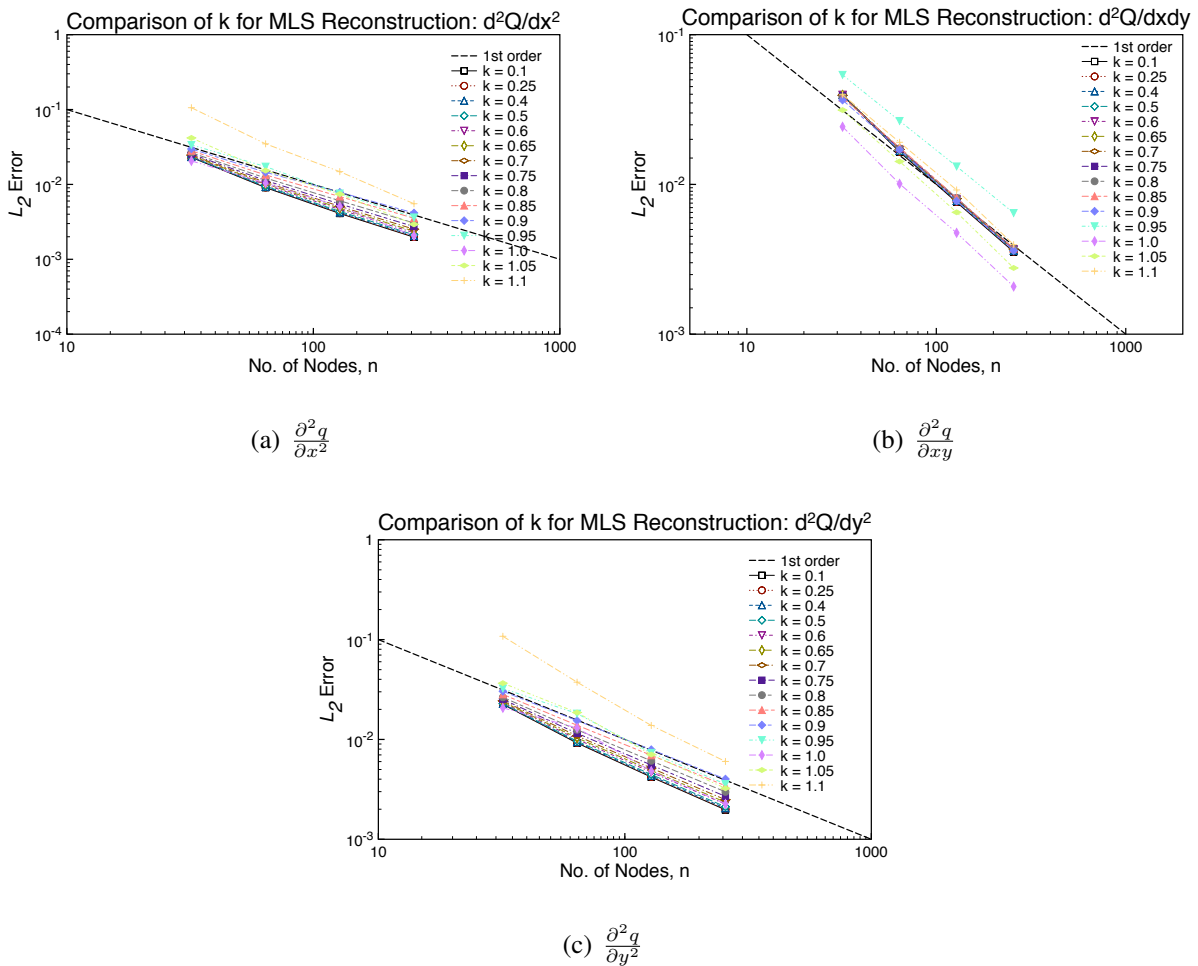 Comparison of k for MLS Reconstruction: d²Q/dx²
1
10⁻¹
10⁻²
10⁻³
10⁻⁴
L₂ Error
10
100
1000
No. of Nodes, n
1st order
k = 0.1
k = 0.25
k = 0.4
k = 0.5
k = 0.6
k = 0.65
k = 0.7
k = 0.75
k = 0.8
k = 0.85
k = 0.9
k = 0.95
k = 1.0
k = 1.05
k = 1.1
(a) ∂²q/∂x²
Comparison of k for MLS Reconstruction: d²Q/dxdy
10⁻¹
10⁻²
10⁻³
L₂ Error
10
100
1000
No. of Nodes, n
1st order
k = 0.1
k = 0.25
k = 0.4
k = 0.5
k = 0.6
k = 0.65
k = 0.7
k = 0.75
k = 0.8
k = 0.85
k = 0.9
k = 0.95
k = 1.0
k = 1.05
k = 1.1
(b) ∂²q/∂xy
Comparison of k for MLS Reconstruction: d²Q/dy²
1
10⁻¹
10⁻²
10⁻³
L₂ Error
10
100
1000
No. of Nodes, n
1st order
k = 0.1
k = 0.25
k = 0.4
k = 0.5
k = 0.6
k = 0.65
k = 0.7
k = 0.75
k = 0.8
k = 0.85
k = 0.9
k = 0.95
k = 1.0
k = 1.05
k = 1.1
(c) ∂²q/∂y²